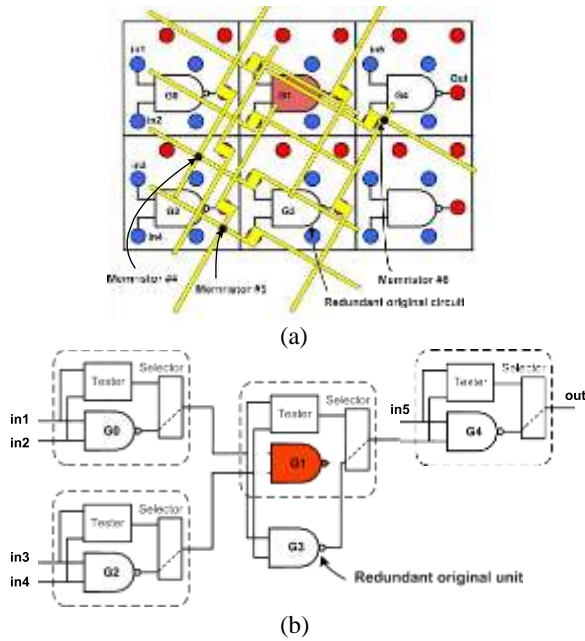 in1
in5
G0
G1
G4
Out
in2
in3
G3
in4
Memristor #4
Memristor #5
Memristor #6
Redundant original circuit
(a)
Selector
Tester
in1
in2
G0
Selector
Tester
G1
Selector
Tester
in5
G4
out
Selector
Tester
in3
in4
G2
G3
Redundant original unit
(b)